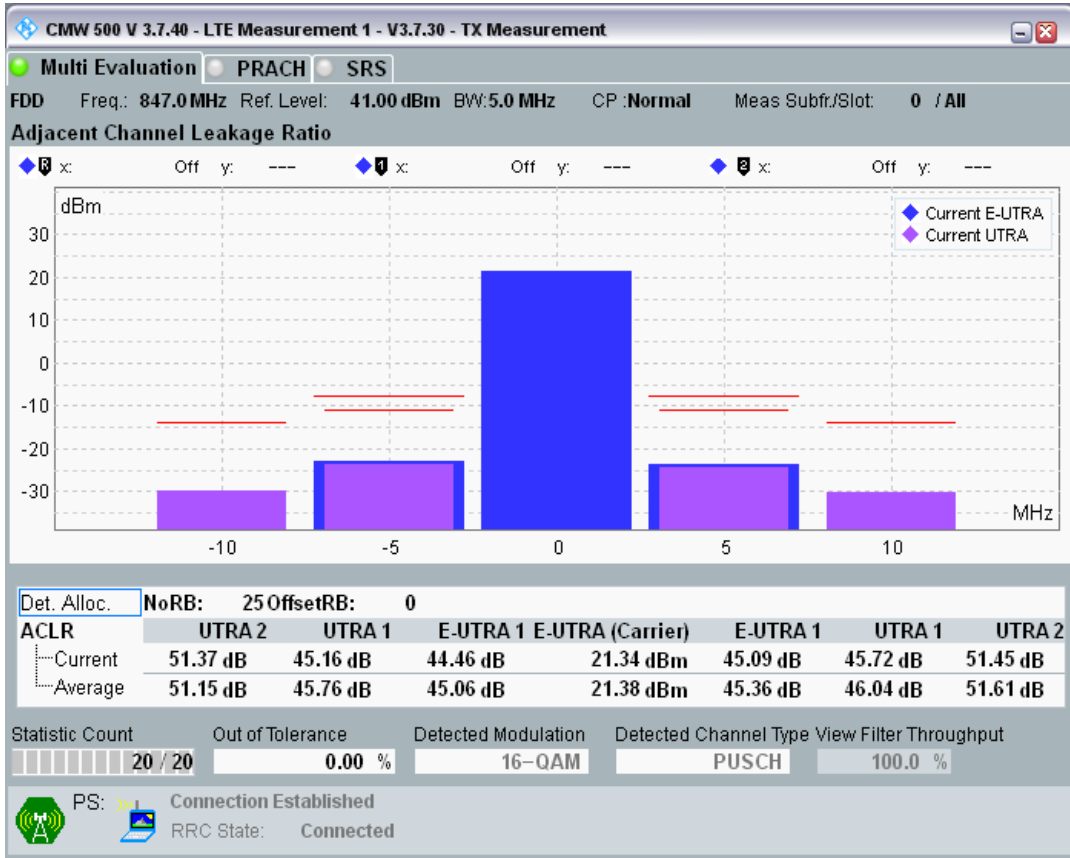 CMW 500 V 3.7.40 - LTE Measurement 1 - V3.7.30 - TX Measurement
Multi Evaluation PRACH SRS
FDD Freq.: 847.0 MHz Ref. Level: 41.00 dBm BW: 5.0 MHz CP : Normal Meas Subfr./Slot: 0 / All
Adjacent Channel Leakage Ratio
R x: Off y: --- 1 x: Off y: --- 2 x: Off y: ---
dBm
Current E-UTRA
Current UTRA
30
20
10
0
-10
-20
-30
MHz
-10 -5 0 5 10
Det. Alloc. NoRB: 25 OffsetRB: 0
ACLR UTRA 2 UTRA 1 E-UTRA 1 E-UTRA (Carrier) E-UTRA 1 UTRA 1 UTRA 2
Current 51.37 dB 45.16 dB 44.46 dB 21.34 dBm 45.09 dB 45.72 dB 51.45 dB
Average 51.15 dB 45.76 dB 45.06 dB 21.38 dBm 45.36 dB 46.04 dB 51.61 dB
Statistic Count Out of Tolerance Detected Modulation Detected Channel Type View Filter Throughput
20 / 20 0.00 % 16-QAM PUSCH 100.0 %
PS: Connection Established
RRC State: Connected